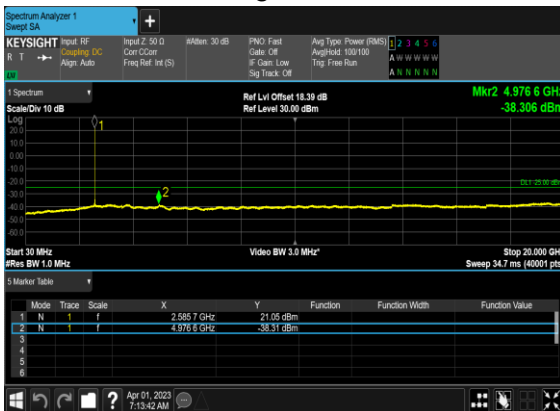 Spectrum Analyzer 1
Swept SA
KEYSIGHT Input: RF Input Z: 50 Ω #Atten: 30 dB PNO: Fast Avg Type: Power (RMS) 1 2 3 4 5 6
R T Coupling: DC Corr CCorr Gate: Off Avg|Hold: 100/100 A W W W W W
Align: Auto Freq Ref: Int (S) IF Gain: Low Trig: Free Run
Sig Track: Off A N N N N N
1 Spectrum
Ref Lvl Offset 18.39 dB Mkr2 4.976 6 GHz
Scale/Div 10 dB Ref Level 30.00 dBm -38.306 dBm
Log
20.0
10.0
0.00
-10.0
-20.0
-30.0
-40.0
-50.0
-60.0
1
2
Start 30 MHz Video BW 3.0 MHz* Stop 20.000 GHz
#Res BW 1.0 MHz Sweep 34.7 ms (40001 pts)
5 Marker Table
Mode Trace Scale X Y Function Function Width Function Value
1 N 1 f 2.585 7 GHz 21.05 dBm
2 N 1 f 4.976 6 GHz -38.31 dBm
3
4
5
6
?
Apr 01, 2023
7:13:42 AM